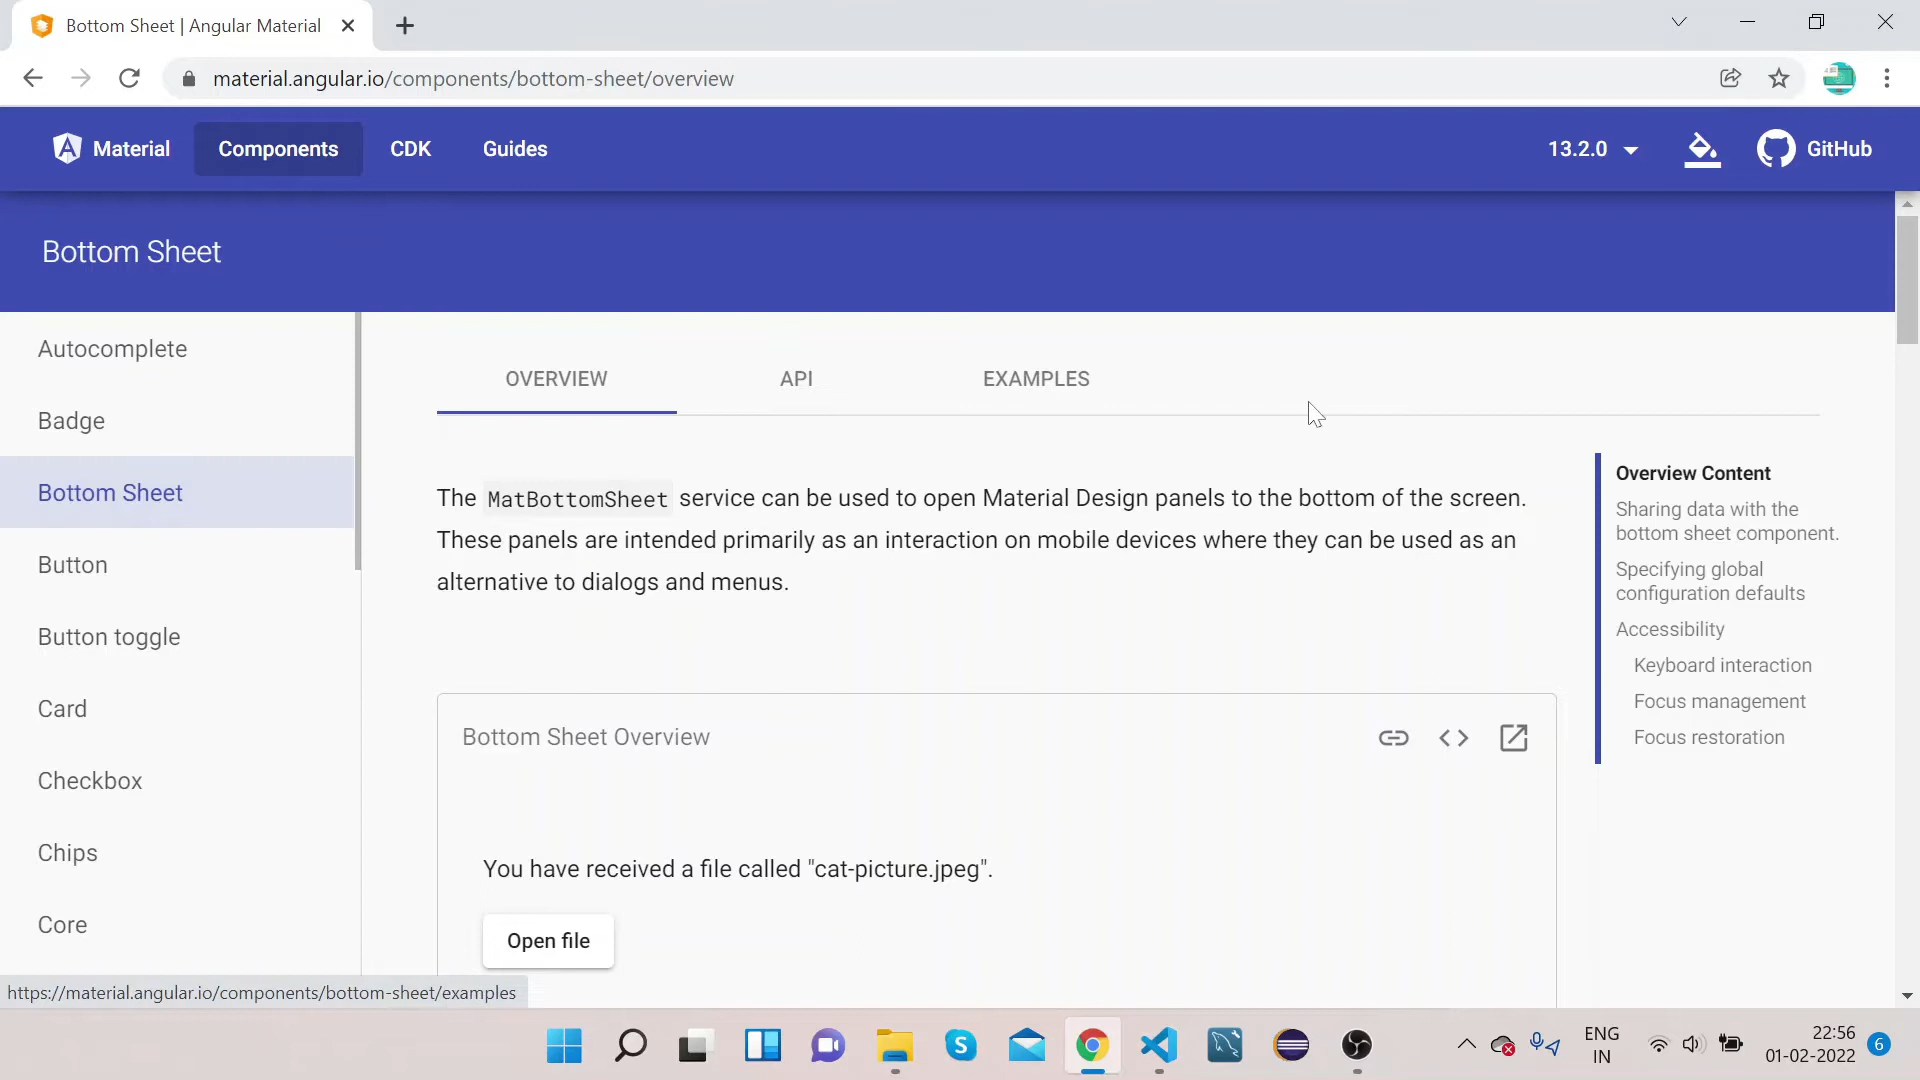 Bottom Sheet | Angular Material
material.angular.io/components/bottom-sheet/overview
Material
Components
CDK
Guides
13.2.0
GitHub
Bottom Sheet
Autocomplete
Badge
Bottom Sheet
Button
Button toggle
Card
Checkbox
Chips
Core
OVERVIEW
API
EXAMPLES
The MatBottomSheet service can be used to open Material Design panels to the bottom of the screen.
These panels are intended primarily as an interaction on mobile devices where they can be used as an
alternative to dialogs and menus.
Bottom Sheet Overview
You have received a file called "cat-picture.jpeg".
Open file
Overview Content
Sharing data with the
bottom sheet component.
Specifying global
configuration defaults
Accessibility
Keyboard interaction
Focus management
Focus restoration
https://material.angular.io/components/bottom-sheet/examples
ENG
IN
22:56
01-02-2022
6